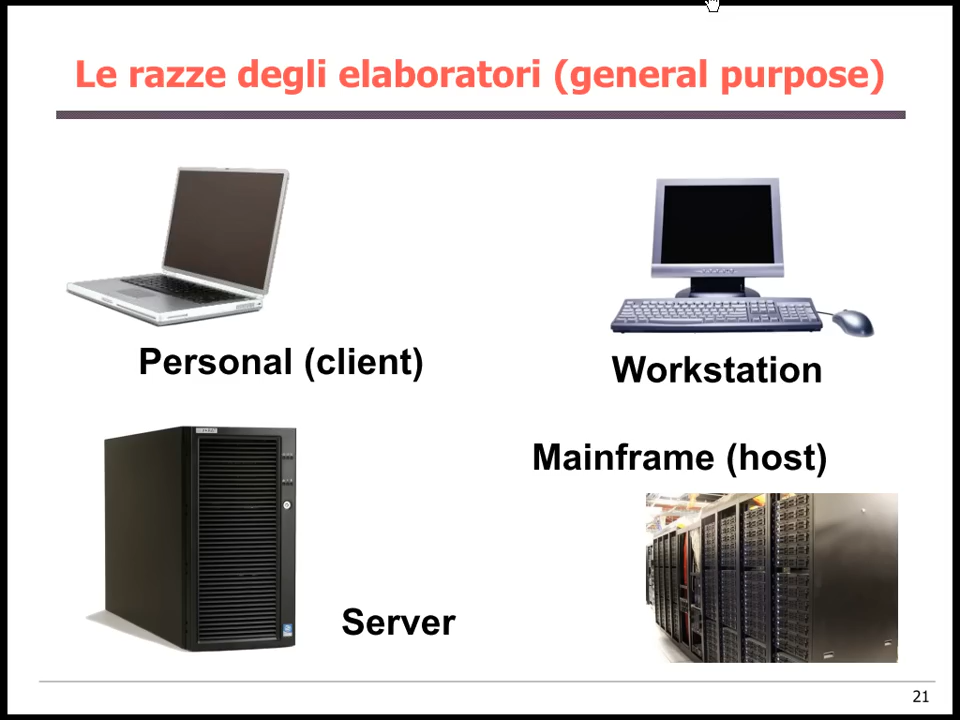 Le razze degli elaboratori (general purpose)
Personal (client)
Workstation
Mainframe (host)
Server
21